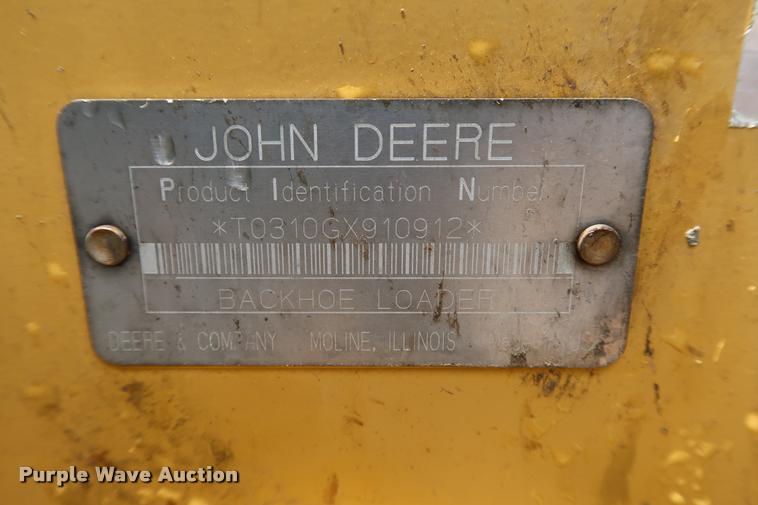 JOHN DEERE
Product Identification Number
*T0310GX910912*
BACKHOE LOADER
DEERE & COMPANY MOLINE, ILLINOIS
Purple Wave Auction